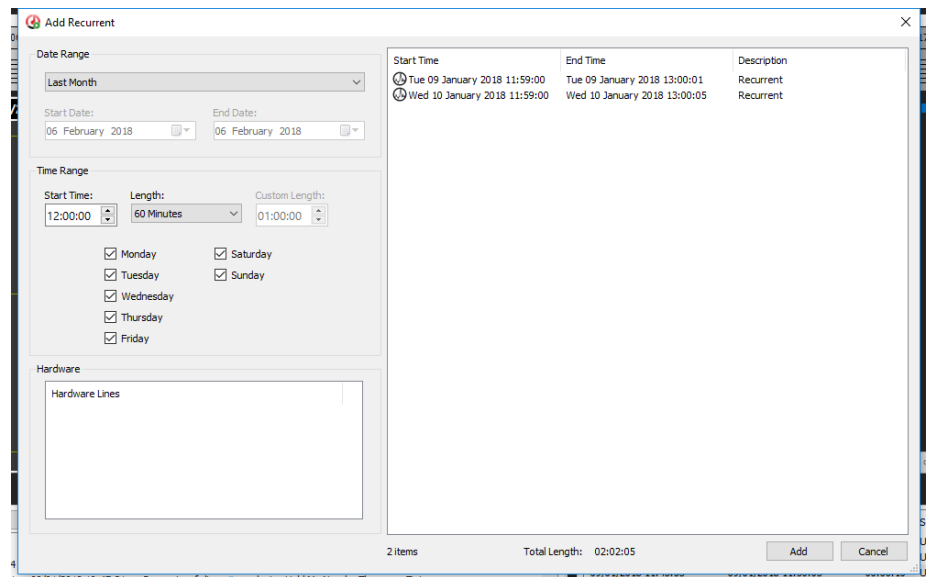 Add Recurrent
Date Range
Last Month
Start Date: End Date:
06 February 2018 06 February 2018
Time Range
Start Time: Length: Custom Length:
12:00:00 60 Minutes 01:00:00
Monday Saturday
Tuesday Sunday
Wednesday
Thursday
Friday
Hardware
Hardware Lines
Start Time End Time Description
Tue 09 January 2018 11:59:00 Tue 09 January 2018 13:00:01 Recurrent
Wed 10 January 2018 11:59:00 Wed 10 January 2018 13:00:05 Recurrent
2 items Total Length: 02:02:05 Add Cancel